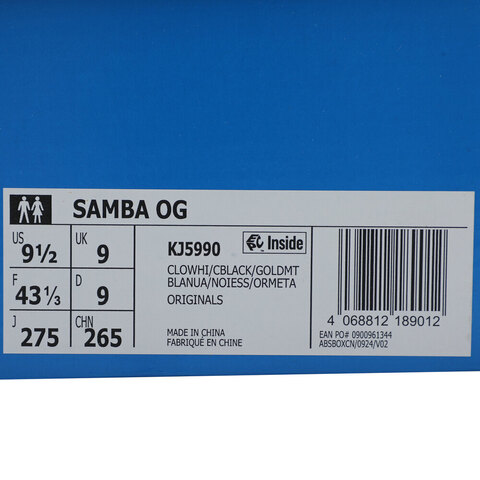 SAMBA OG
US 9½ UK 9
F 43⅓ D 9
J 275 CHN 265
KJ5990 Inside
CLOWHI/CBLACK/GOLDMT
BLANUA/NOIESS/ORMETA
ORIGINALS
MADE IN CHINA
FABRIQUÉ EN CHINE
4 068812 189012
EAN PO# 0900961344
ABSBOXCN/0924/V02